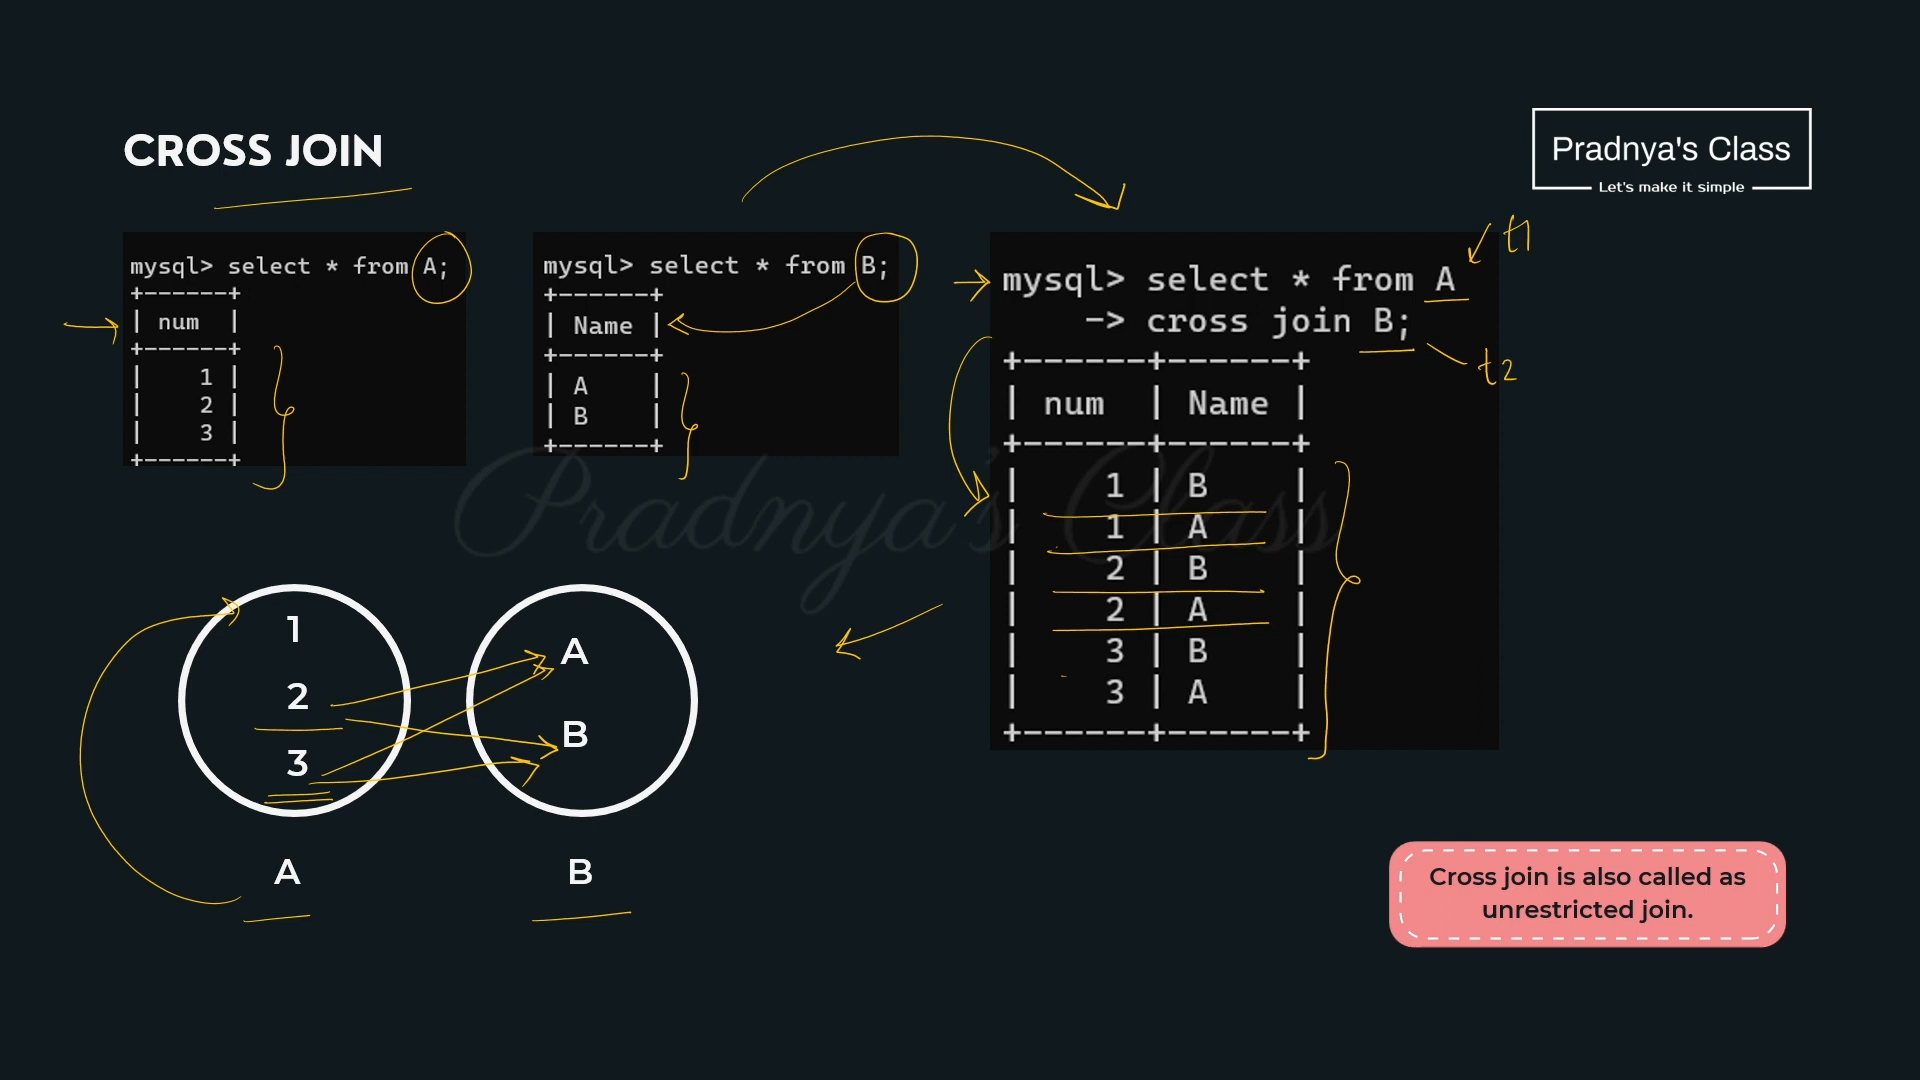 CROSS JOIN
Pradnya's Class
Let's make it simple
mysql> select * from A;
+------+
| num  |
+------+
|    1 |
|    2 |
|    3 |
+------+
mysql> select * from B;
+------+
| Name |
+------+
| A    |
| B    |
+------+
t1
mysql> select * from A
    -> cross join B;
t2
+------+------+
| num  | Name |
+------+------+
|    1 | B    |
|    1 | A    |
|    2 | B    |
|    2 | A    |
|    3 | B    |
|    3 | A    |
+------+------+
Pradnya's Class
1
2
3
A
A
B
B
Cross join is also called as
unrestricted join.